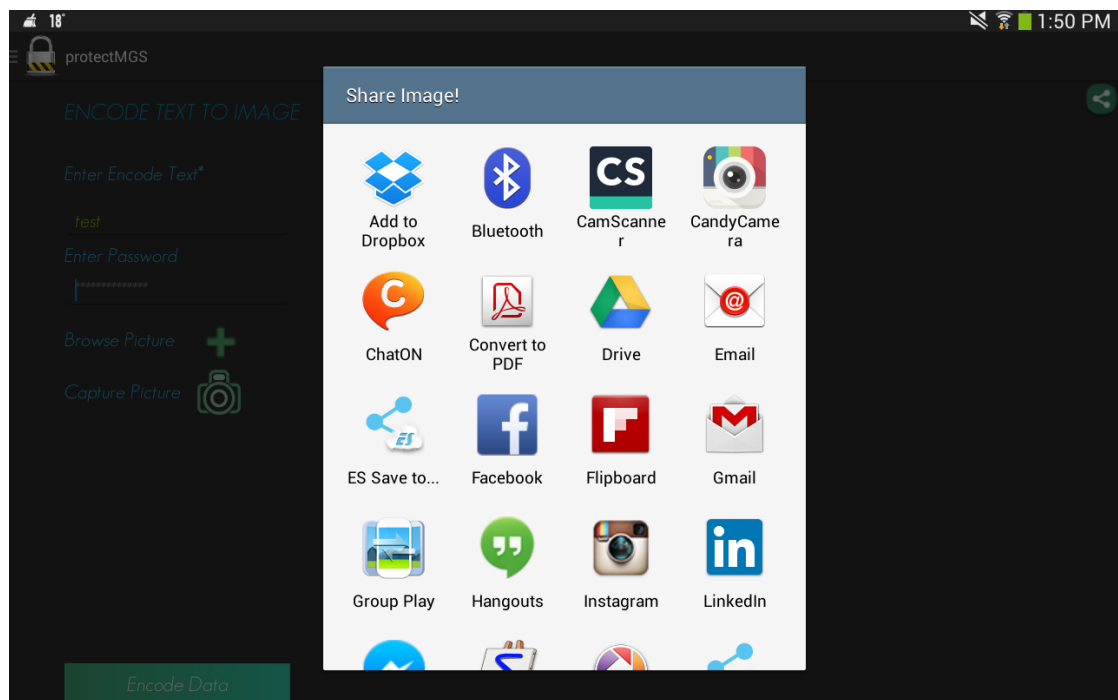 18°
1:50 PM
protectMGS
ENCODE TEXT TO IMAGE
Enter Encode Text*
test
Enter Password
**************
Browse Picture
Capture Picture
Encode Data
Share Image!
Add to
Dropbox
Bluetooth
CS
CamScanne
r
CandyCame
ra
C
ChatON
Convert to
PDF
Drive
@
Email
ES
ES Save to...
f
Facebook
Flipboard
Gmail
Group Play
Hangouts
Instagram
in
LinkedIn